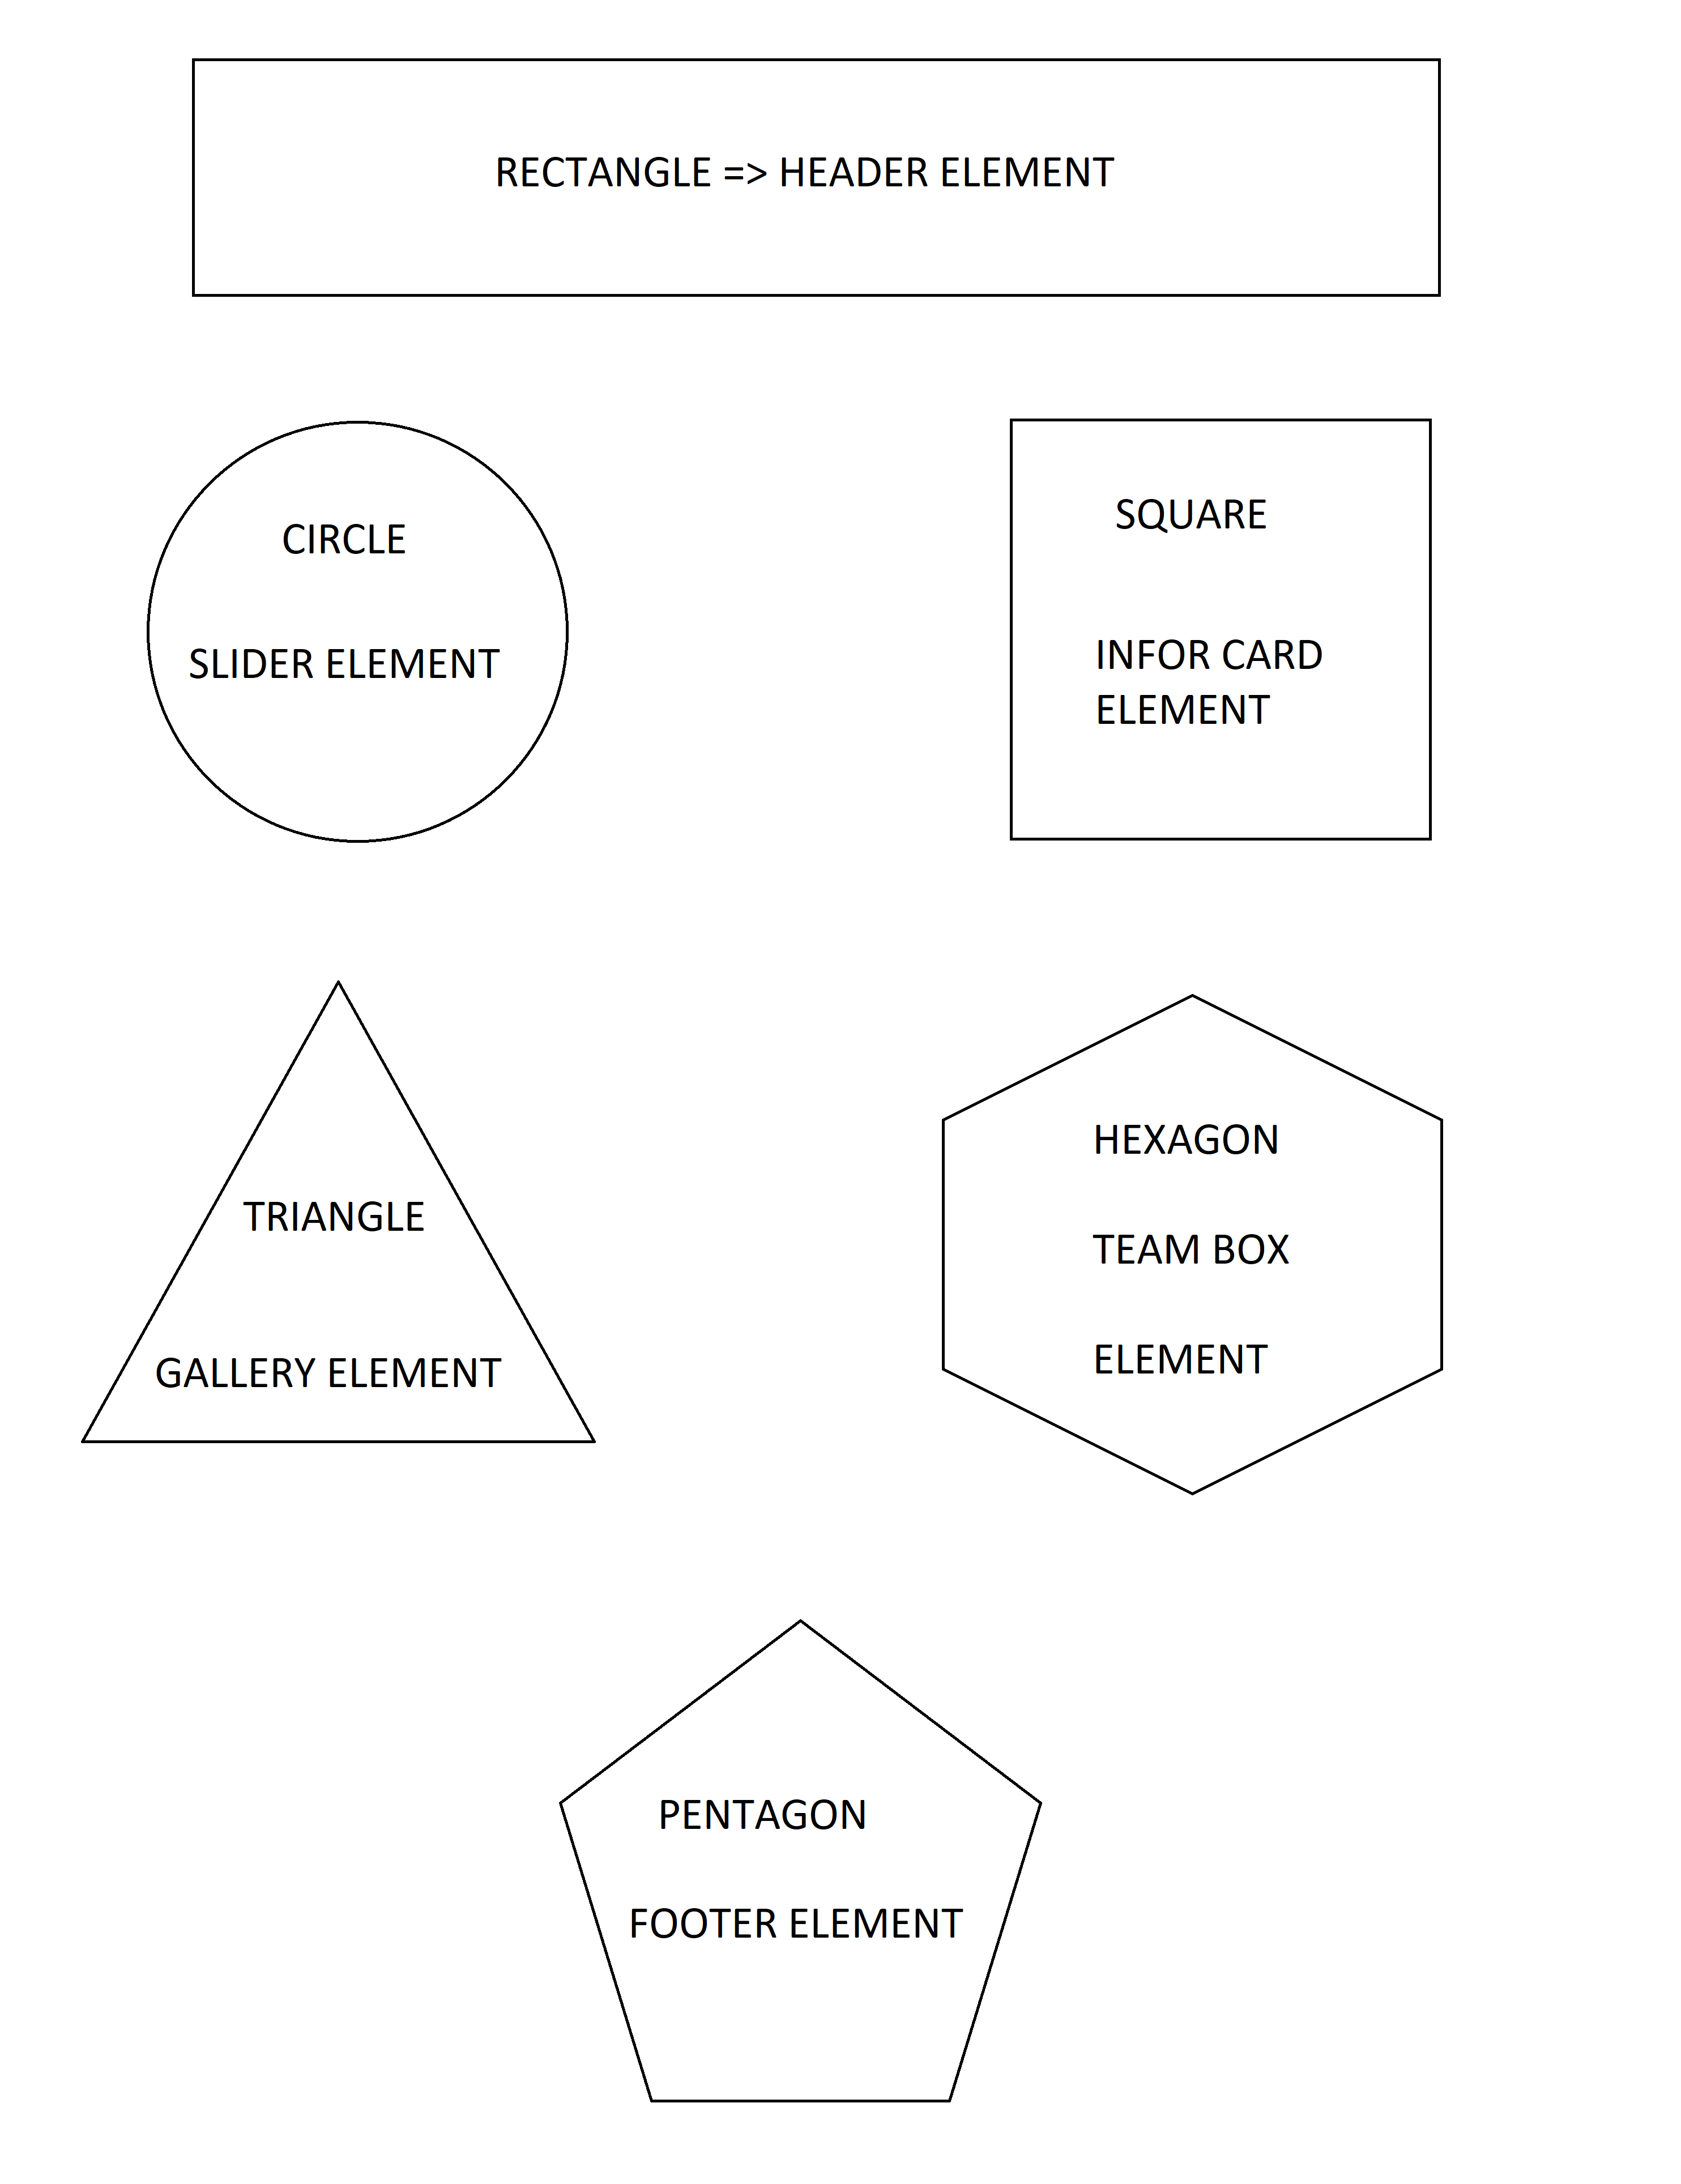 RECTANGLE => HEADER ELEMENT
CIRCLE
SLIDER ELEMENT
SQUARE
INFOR CARD
ELEMENT
TRIANGLE
GALLERY ELEMENT
HEXAGON
TEAM BOX
ELEMENT
PENTAGON
FOOTER ELEMENT